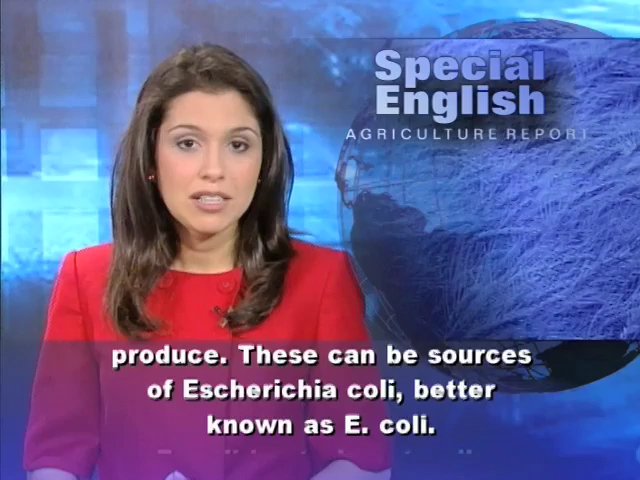 Special
English
AGRICULTURE REPORT
produce. These can be sources
of Escherichia coli, better
known as E. coli.